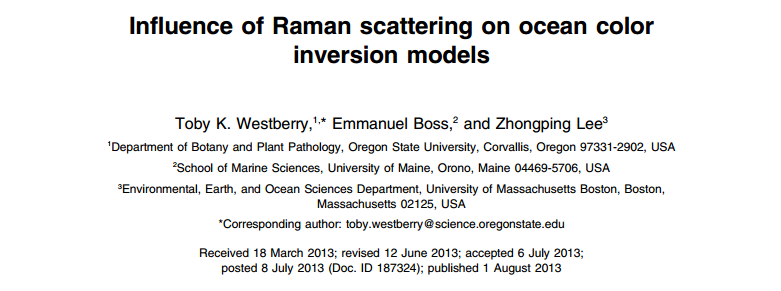 Influence of Raman scattering on ocean color
inversion models
Toby K. Westberry,1,* Emmanuel Boss,2 and Zhongping Lee3
1Department of Botany and Plant Pathology, Oregon State University, Corvallis, Oregon 97331-2902, USA
2School of Marine Sciences, University of Maine, Orono, Maine 04469-5706, USA
3Environmental, Earth, and Ocean Sciences Department, University of Massachusetts Boston, Boston,
Massachusetts 02125, USA
*Corresponding author: toby.westberry@science.oregonstate.edu
Received 18 March 2013; revised 12 June 2013; accepted 6 July 2013;
posted 8 July 2013 (Doc. ID 187324); published 1 August 2013